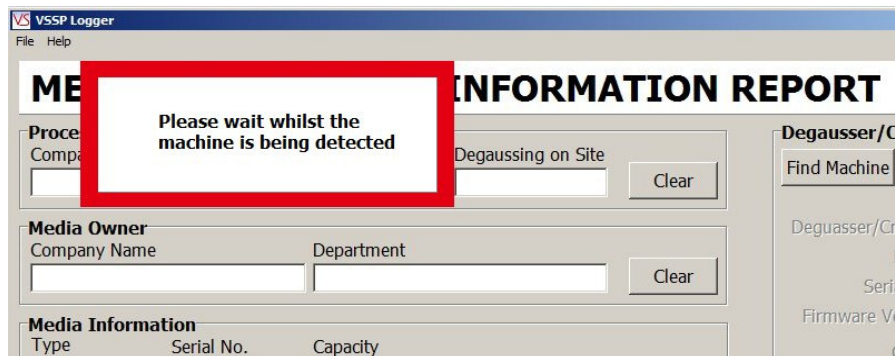 VS VSSP Logger
File Help
ME
INFORMATION REPORT
Please wait whilst the
machine is being detected
Proce
Compa
Degaussing on Site
Clear
Media Owner
Company Name Department
Clear
Media Information
Type Serial No. Capacity
Degausser/C
Find Machine
Deguasser/Cr
Seri
Firmware Ve